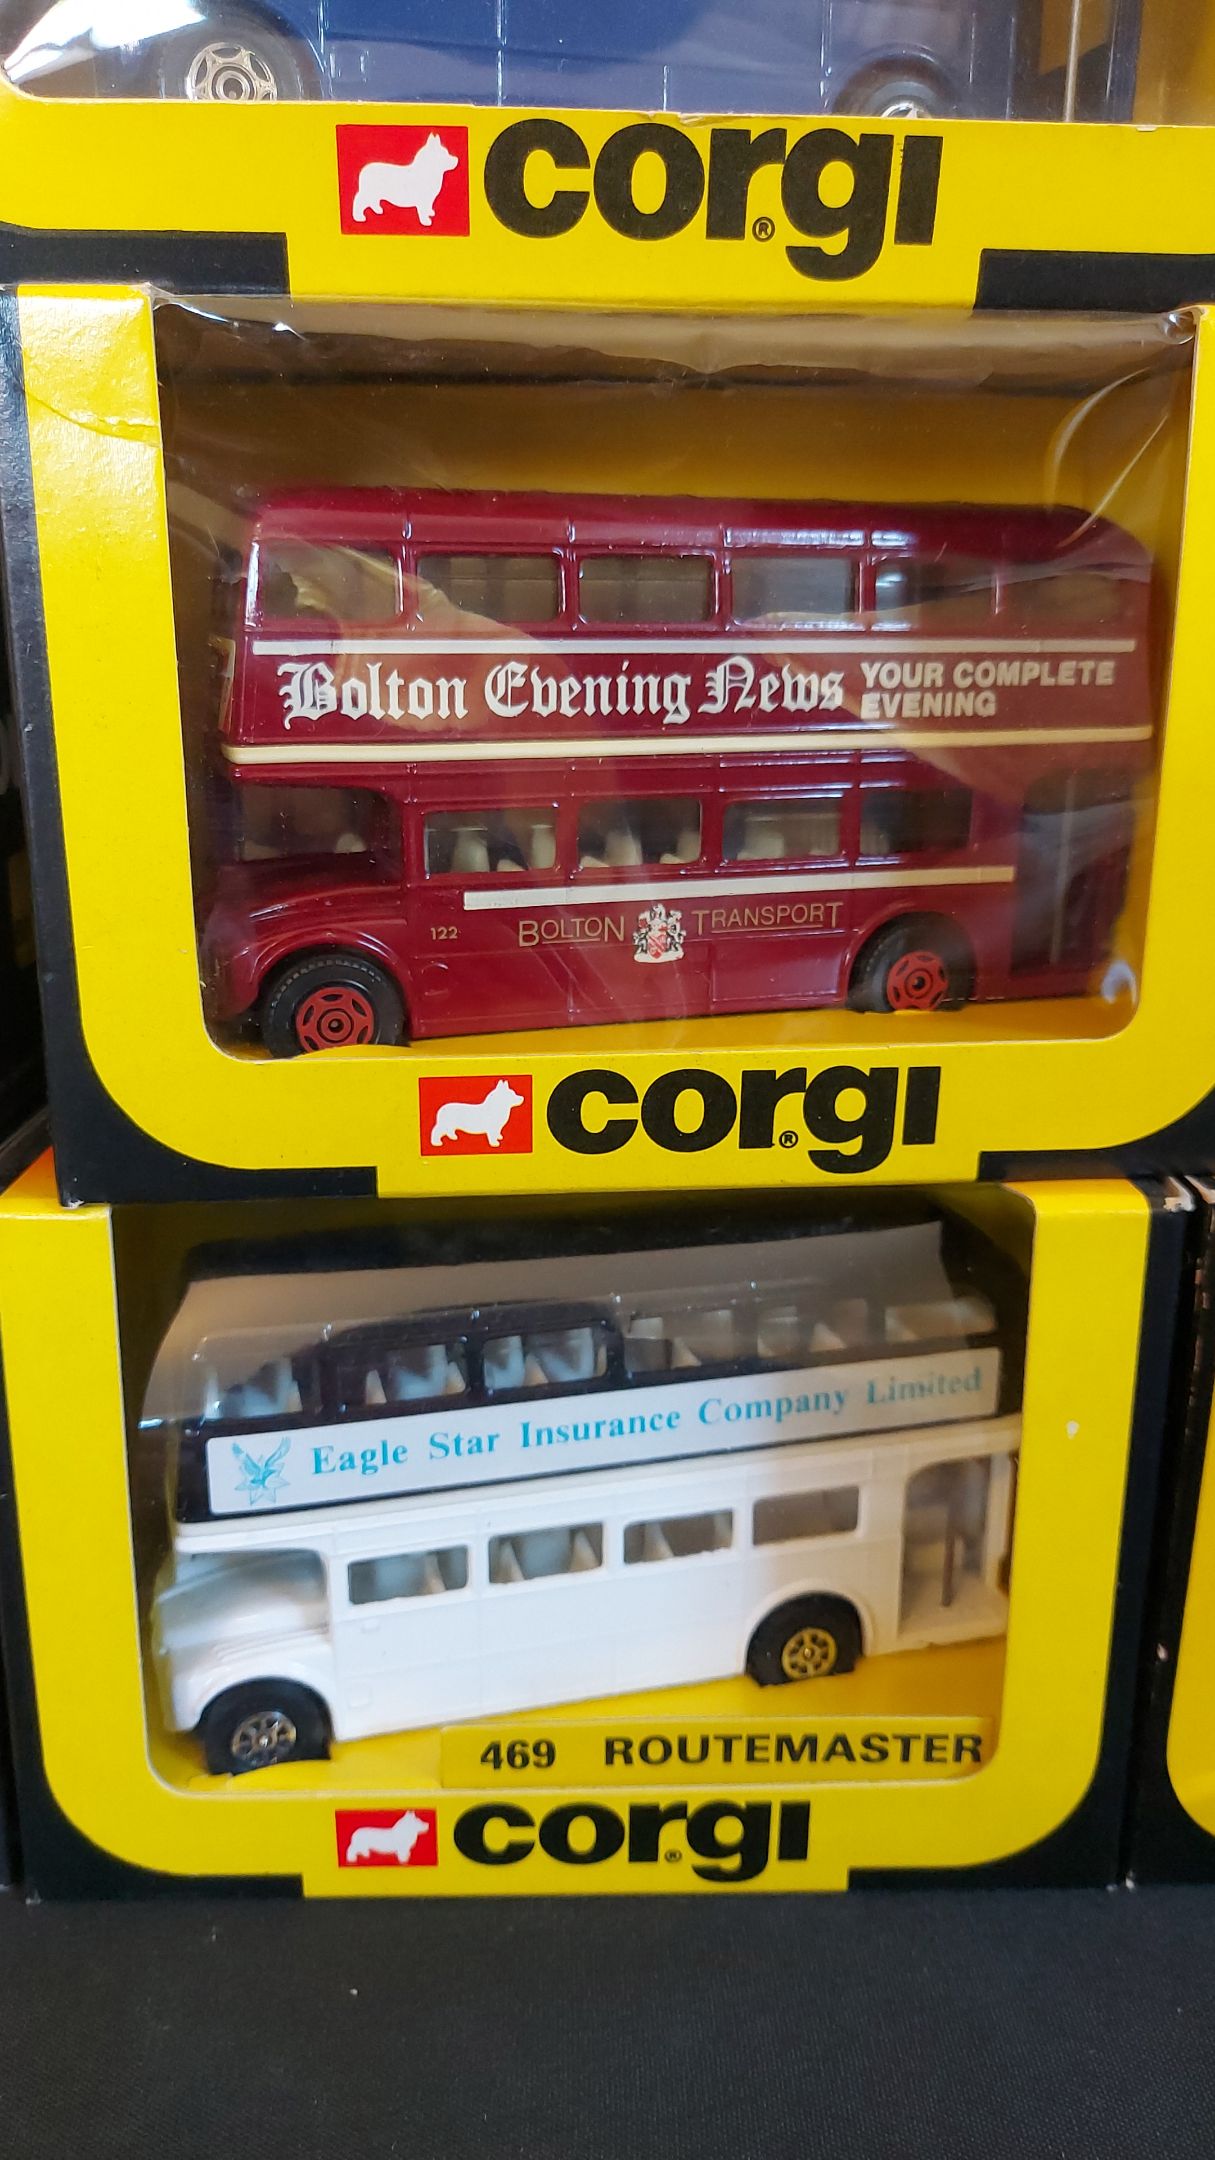 corgi®
Bolton Evening News YOUR COMPLETE
EVENING
122 BOLTON TRANSPORT
corgi®
Eagle Star Insurance Company Limited
469 ROUTEMASTER
corgi®